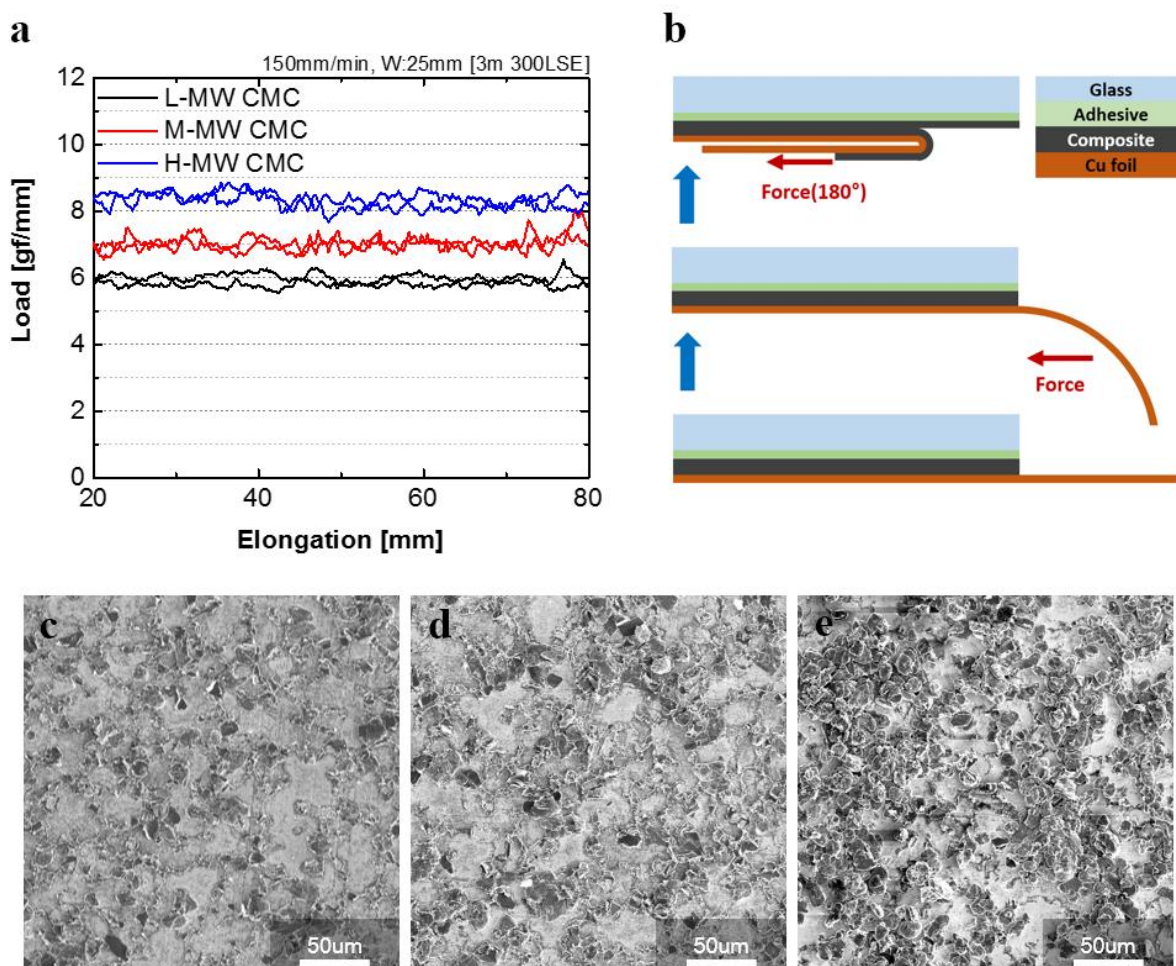 a
150mm/min, W:25mm [3m 300LSE]
12
10
8
6
4
2
0
Load [gf/mm]
L-MW CMC
M-MW CMC
H-MW CMC
20
40
60
80
Elongation [mm]
b
Force(180°)
Force
Glass
Adhesive
Composite
Cu foil
c
50um
d
50um
e
50um